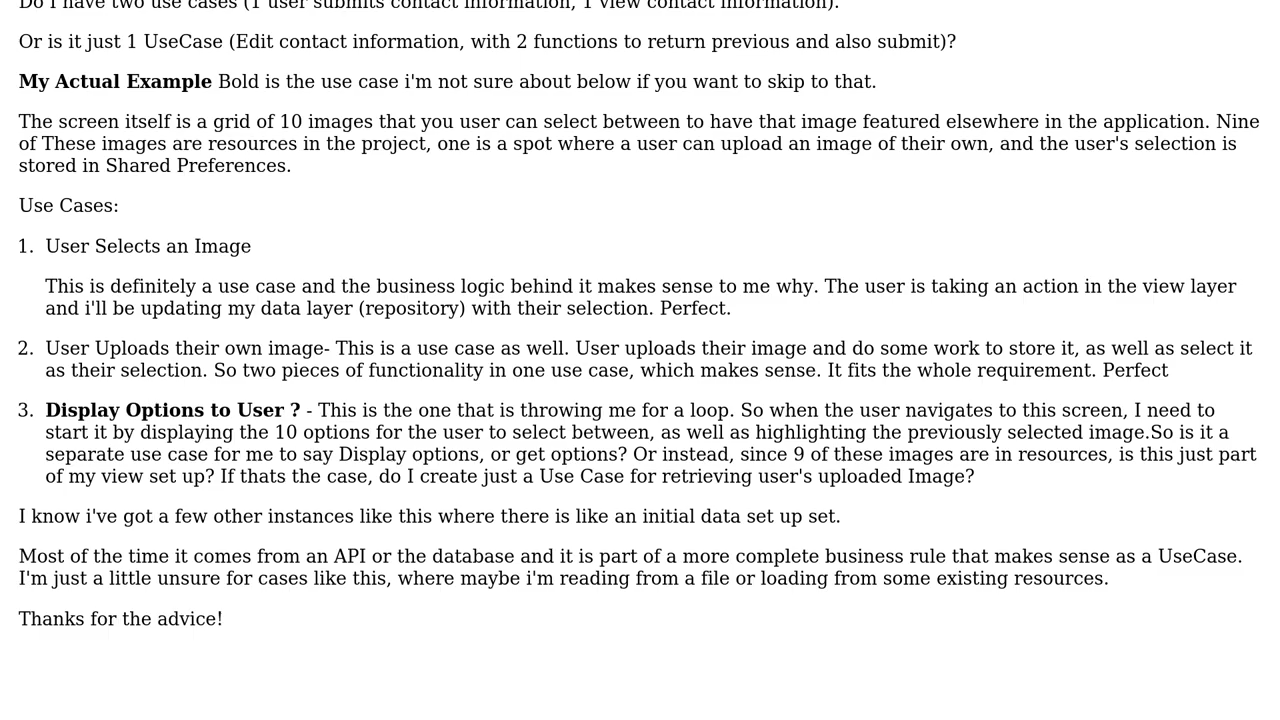 Do I have two use cases (1 user submits contact information, 1 view contact information).
Or is it just 1 UseCase (Edit contact information, with 2 functions to return previous and also submit)?
My Actual Example Bold is the use case i'm not sure about below if you want to skip to that.
The screen itself is a grid of 10 images that you user can select between to have that image featured elsewhere in the application. Nine
of These images are resources in the project, one is a spot where a user can upload an image of their own, and the user's selection is
stored in Shared Preferences.
Use Cases:
1. User Selects an Image
This is definitely a use case and the business logic behind it makes sense to me why. The user is taking an action in the view layer
and i'll be updating my data layer (repository) with their selection. Perfect.
2. User Uploads their own image- This is a use case as well. User uploads their image and do some work to store it, as well as select it
as their selection. So two pieces of functionality in one use case, which makes sense. It fits the whole requirement. Perfect
3. Display Options to User ? - This is the one that is throwing me for a loop. So when the user navigates to this screen, I need to
start it by displaying the 10 options for the user to select between, as well as highlighting the previously selected image.So is it a
separate use case for me to say Display options, or get options? Or instead, since 9 of these images are in resources, is this just part
of my view set up? If thats the case, do I create just a Use Case for retrieving user's uploaded Image?
I know i've got a few other instances like this where there is like an initial data set up set.
Most of the time it comes from an API or the database and it is part of a more complete business rule that makes sense as a UseCase.
I'm just a little unsure for cases like this, where maybe i'm reading from a file or loading from some existing resources.
Thanks for the advice!